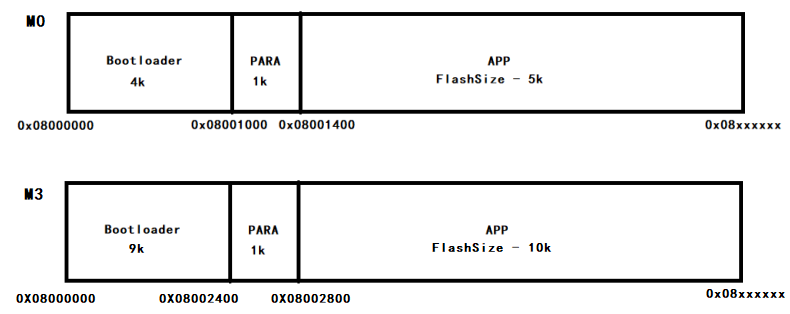 M0
Bootloader
4k
PARA
1k
APP
FlashSize - 5k
0x08000000
0x08001000
0x08001400
0x08xxxxxx
M3
Bootloader
9k
PARA
1k
APP
FlashSize - 10k
0X08000000
0X08002400
0X08002800
0x08xxxxxx